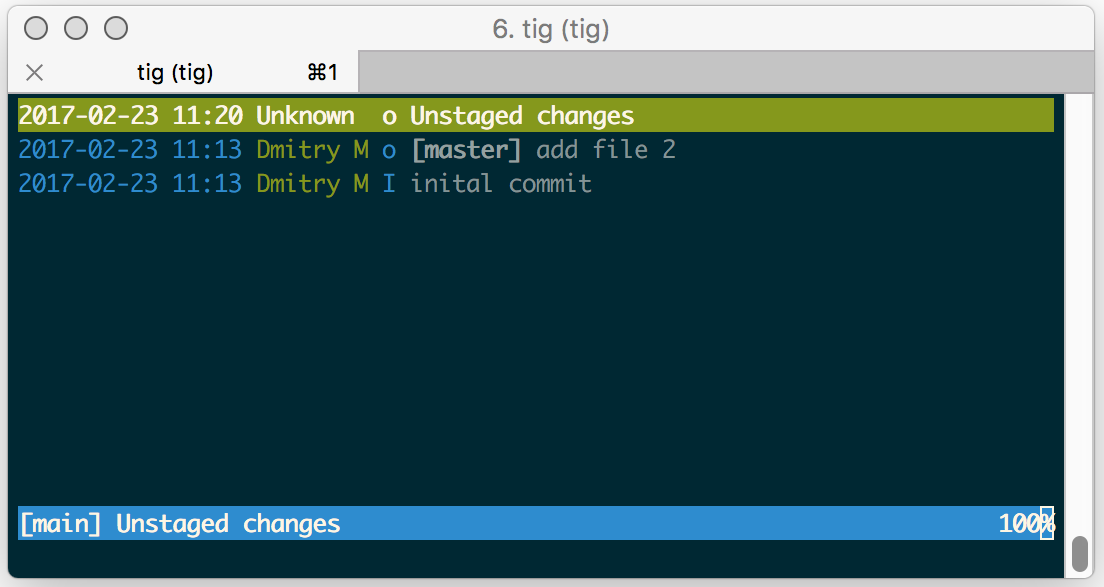 6. tig (tig)
tig (tig) ⌘1
2017-02-23 11:20 Unknown o Unstaged changes
2017-02-23 11:13 Dmitry M o [master] add file 2
2017-02-23 11:13 Dmitry M I inital commit
[main] Unstaged changes 100%